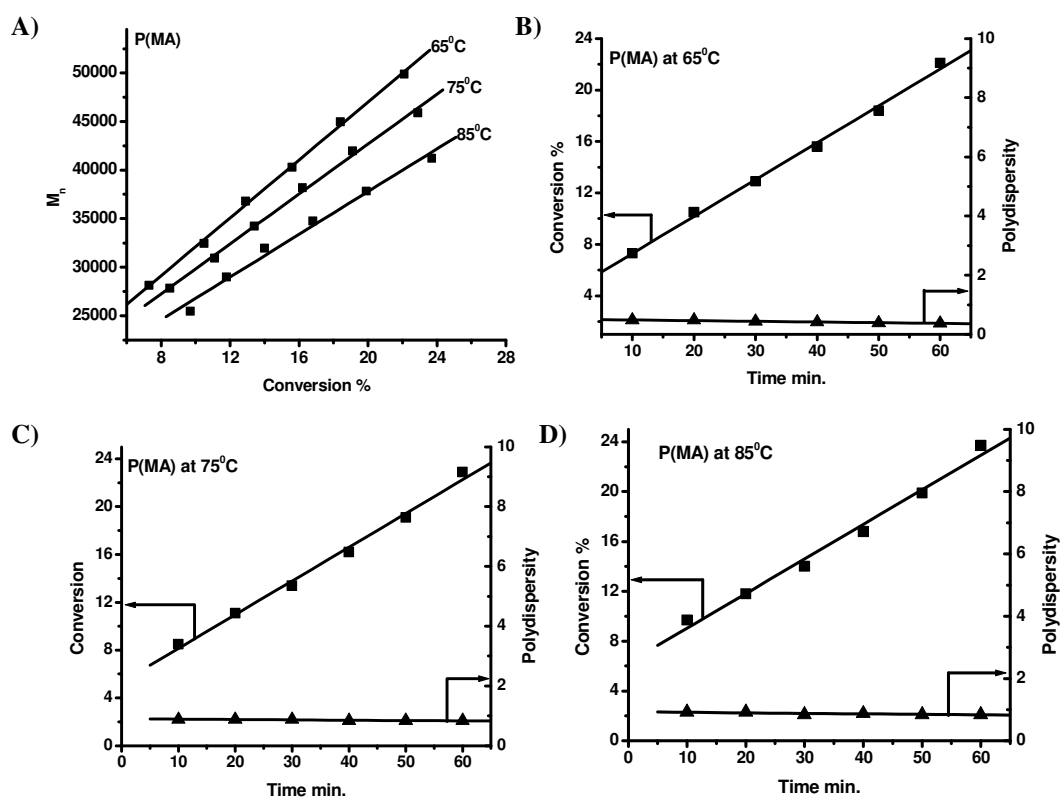 A)
P(MA)
65⁰C
75⁰C
85⁰C
50000
45000
40000
35000
30000
25000
Mₙ
8 12 16 20 24 28
Conversion %
B)
P(MA) at 65⁰C
24
20
16
12
8
4
Conversion %
10
8
6
4
2
0
Polydispersity
10 20 30 40 50 60
Time min.
C)
P(MA) at 75⁰C
24
20
16
12
8
4
0
Conversion
10
8
6
4
2
0
Polydispersity
0 10 20 30 40 50 60
Time min.
D)
P(MA) at 85⁰C
24
20
16
12
8
4
0
Conversion %
10
8
6
4
2
0
Polydispersity
0 10 20 30 40 50 60
Time min.